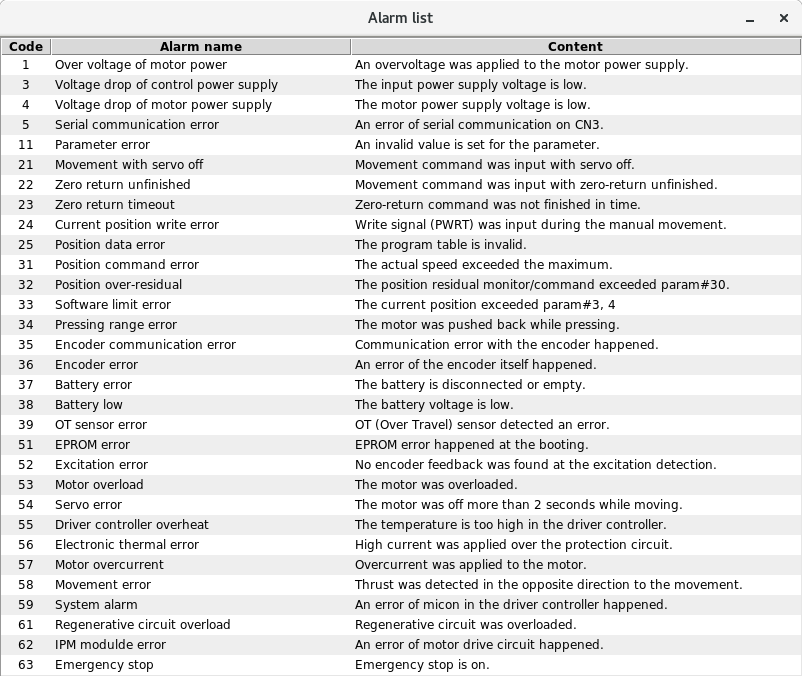 Alarm list
Code Alarm name Content
1 Over voltage of motor power An overvoltage was applied to the motor power supply.
3 Voltage drop of control power supply The input power supply voltage is low.
4 Voltage drop of motor power supply The motor power supply voltage is low.
5 Serial communication error An error of serial communication on CN3.
11 Parameter error An invalid value is set for the parameter.
21 Movement with servo off Movement command was input with servo off.
22 Zero return unfinished Movement command was input with zero-return unfinished.
23 Zero return timeout Zero-return command was not finished in time.
24 Current position write error Write signal (PWRT) was input during the manual movement.
25 Position data error The program table is invalid.
31 Position command error The actual speed exceeded the maximum.
32 Position over-residual The position residual monitor/command exceeded param#30.
33 Software limit error The current position exceeded param#3, 4
34 Pressing range error The motor was pushed back while pressing.
35 Encoder communication error Communication error with the encoder happened.
36 Encoder error An error of the encoder itself happened.
37 Battery error The battery is disconnected or empty.
38 Battery low The battery voltage is low.
39 OT sensor error OT (Over Travel) sensor detected an error.
51 EPROM error EPROM error happened at the booting.
52 Excitation error No encoder feedback was found at the excitation detection.
53 Motor overload The motor was overloaded.
54 Servo error The motor was off more than 2 seconds while moving.
55 Driver controller overheat The temperature is too high in the driver controller.
56 Electronic thermal error High current was applied over the protection circuit.
57 Motor overcurrent Overcurrent was applied to the motor.
58 Movement error Thrust was detected in the opposite direction to the movement.
59 System alarm An error of micon in the driver controller happened.
61 Regenerative circuit overload Regenerative circuit was overloaded.
62 IPM modulde error An error of motor drive circuit happened.
63 Emergency stop Emergency stop is on.